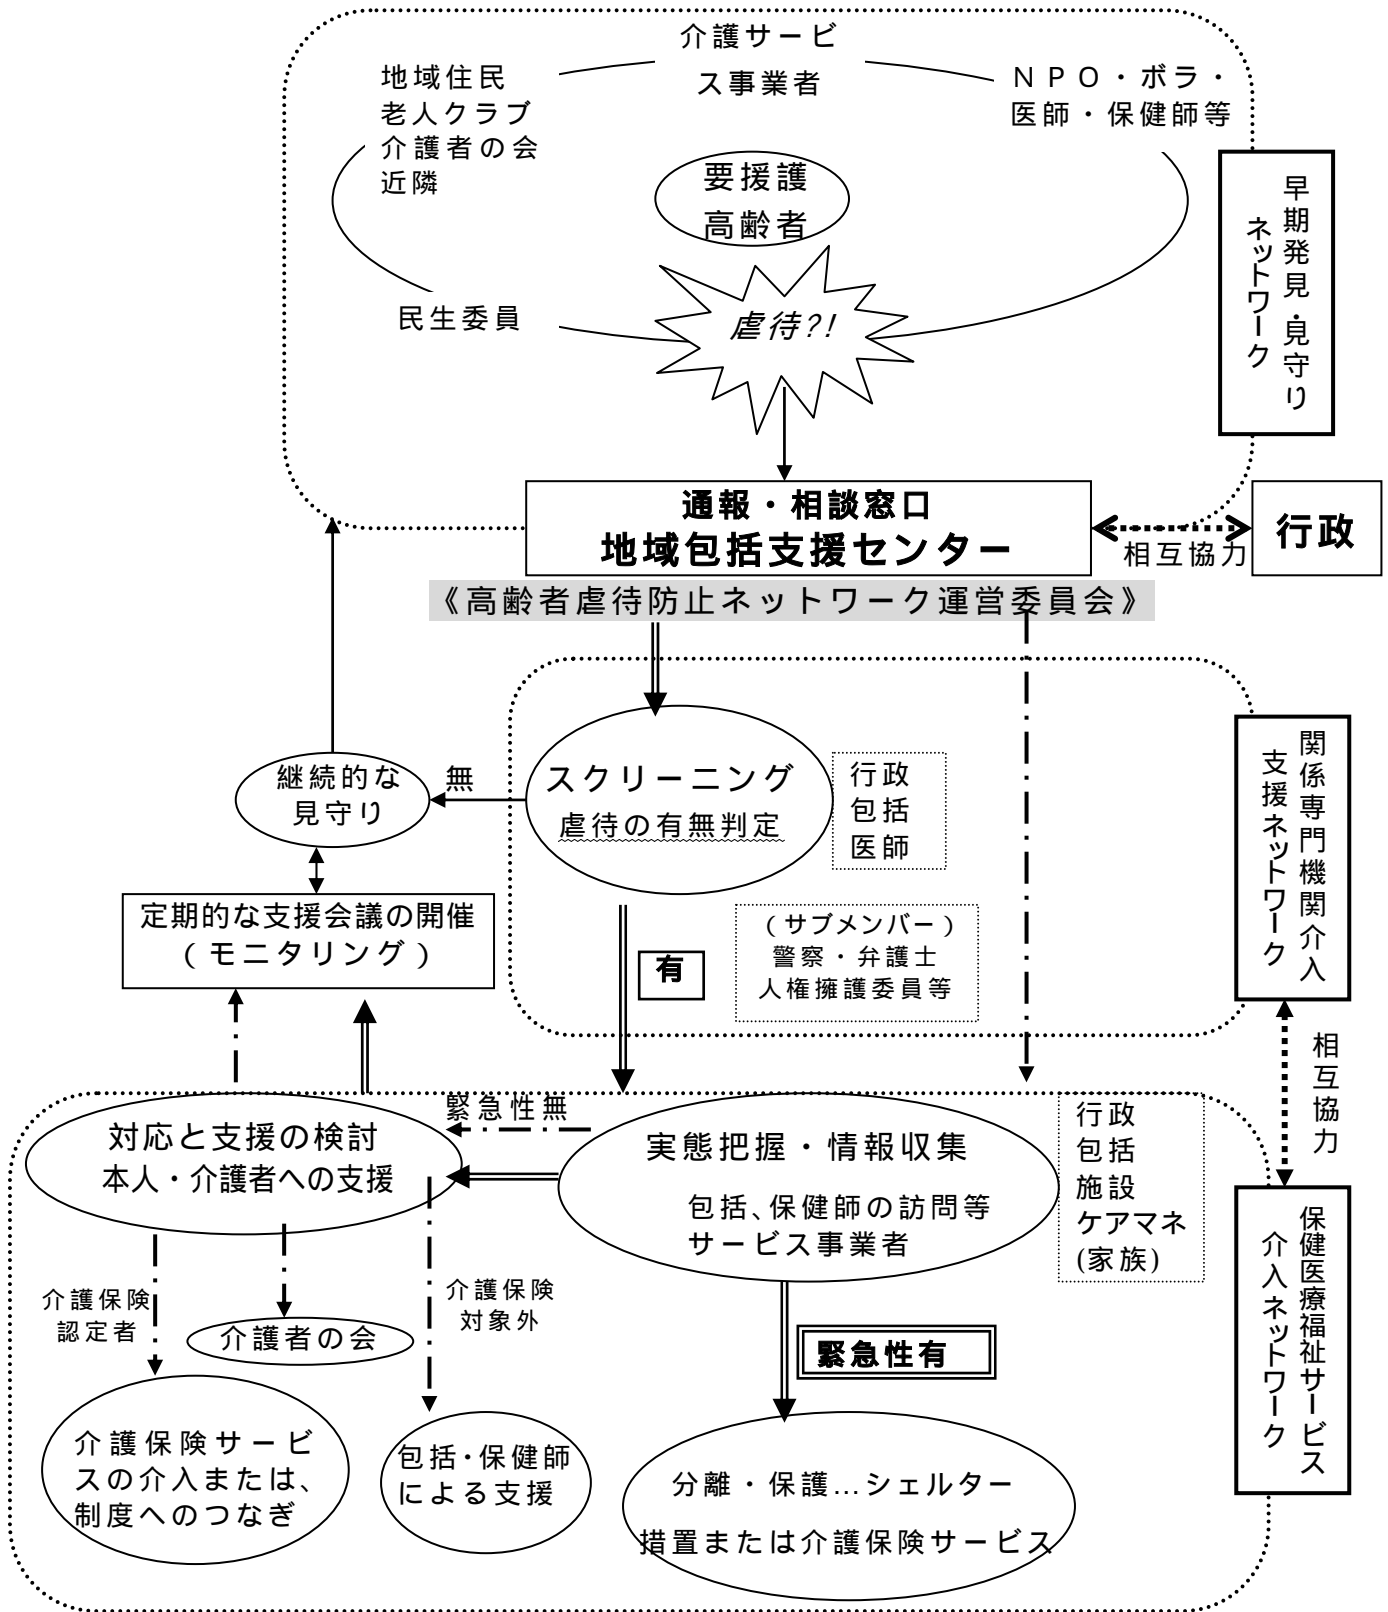 介護サービ
ス事業者
地域住民
老人クラブ
介護者の会
近隣
ＮＰＯ・ボラ・
医師・保健師等
要援護
高齢者
民生委員
虐待?!
早期発見・見守り
ネットワーク
通報・相談窓口
地域包括支援センター
相互協力
行政
《高齢者虐待防止ネットワーク運営委員会》
スクリーニング
虐待の有無判定
行政
包括
医師
無
継続的な
見守り
関係専門機関介入
支援ネットワーク
定期的な支援会議の開催
（モニタリング）
有
（サブメンバー）
警察・弁護士
人権擁護委員等
相互協力
緊急性無
対応と支援の検討
本人・介護者への支援
実態把握・情報収集
包括、保健師の訪問等
サービス事業者
行政
包括
施設
ケアマネ
(家族)
保健医療福祉サービス
介入ネットワーク
介護保険
認定者
介護者の会
介護保険
対象外
緊急性有
介護保険サービ
スの介入または、
制度へのつなぎ
包括・保健師
による支援
分離・保護…シェルター
措置または介護保険サービス